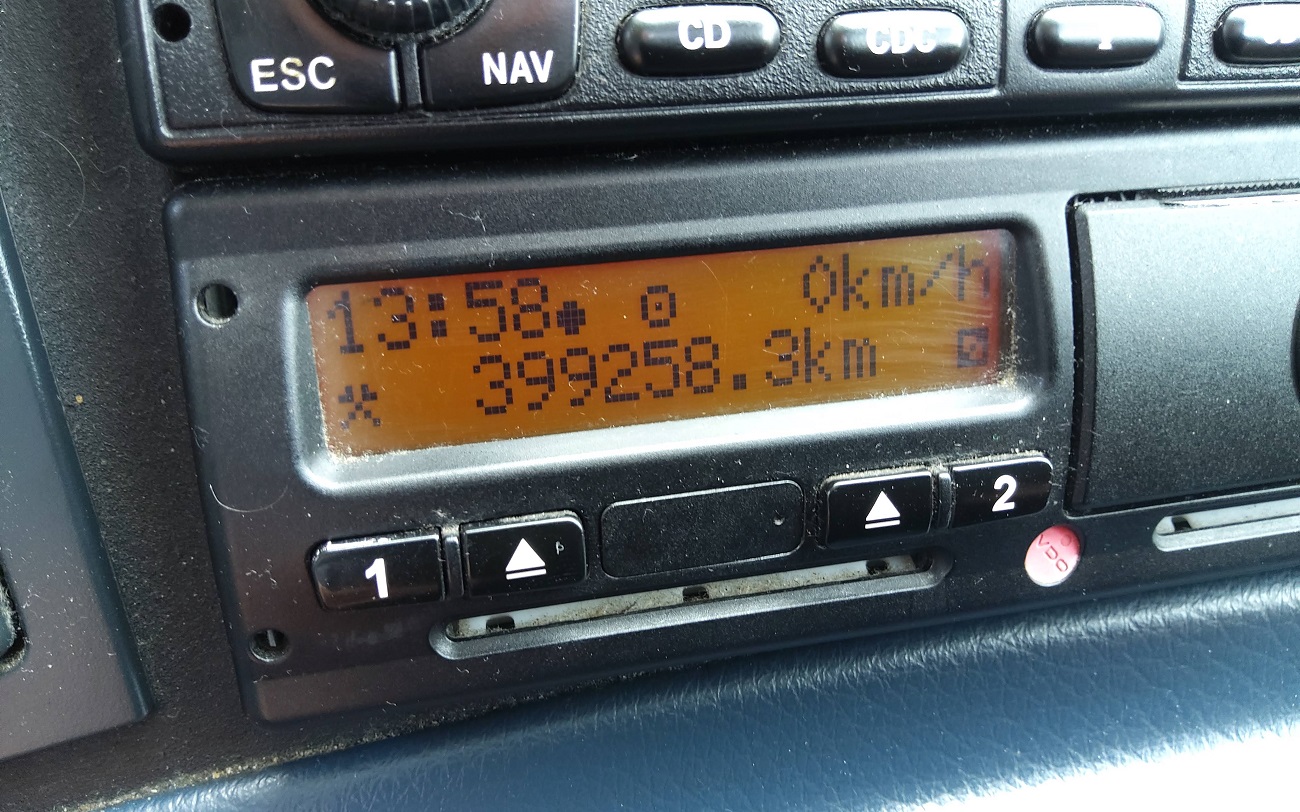 ESC
NAV
CD
CDC
13:58 0km/h
399258.3km
1
2
VDO